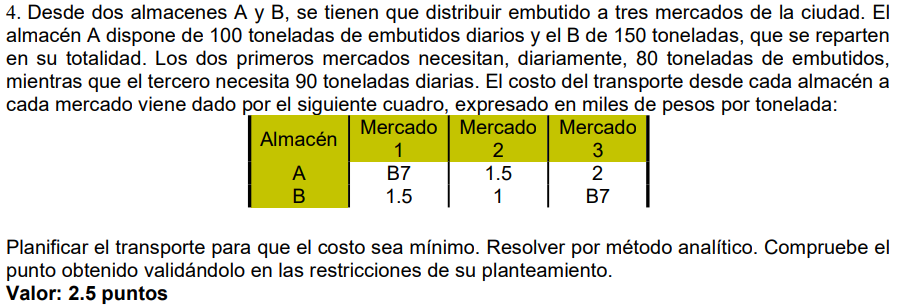 4. Desde dos almacenes A y B, se tienen que distribuir embutido a tres mercados de la ciudad. El
almacén A dispone de 100 toneladas de embutidos diarios y el B de 150 toneladas, que se reparten
en su totalidad. Los dos primeros mercados necesitan, diariamente, 80 toneladas de embutidos,
mientras que el tercero necesita 90 toneladas diarias. El costo del transporte desde cada almacén a
cada mercado viene dado por el siguiente cuadro, expresado en miles de pesos por tonelada:
Almacén Mercado 1 Mercado 2 Mercado 3
A B7 1.5 2
B 1.5 1 B7
Planificar el transporte para que el costo sea mínimo. Resolver por método analítico. Compruebe el
punto obtenido validándolo en las restricciones de su planteamiento.
Valor: 2.5 puntos